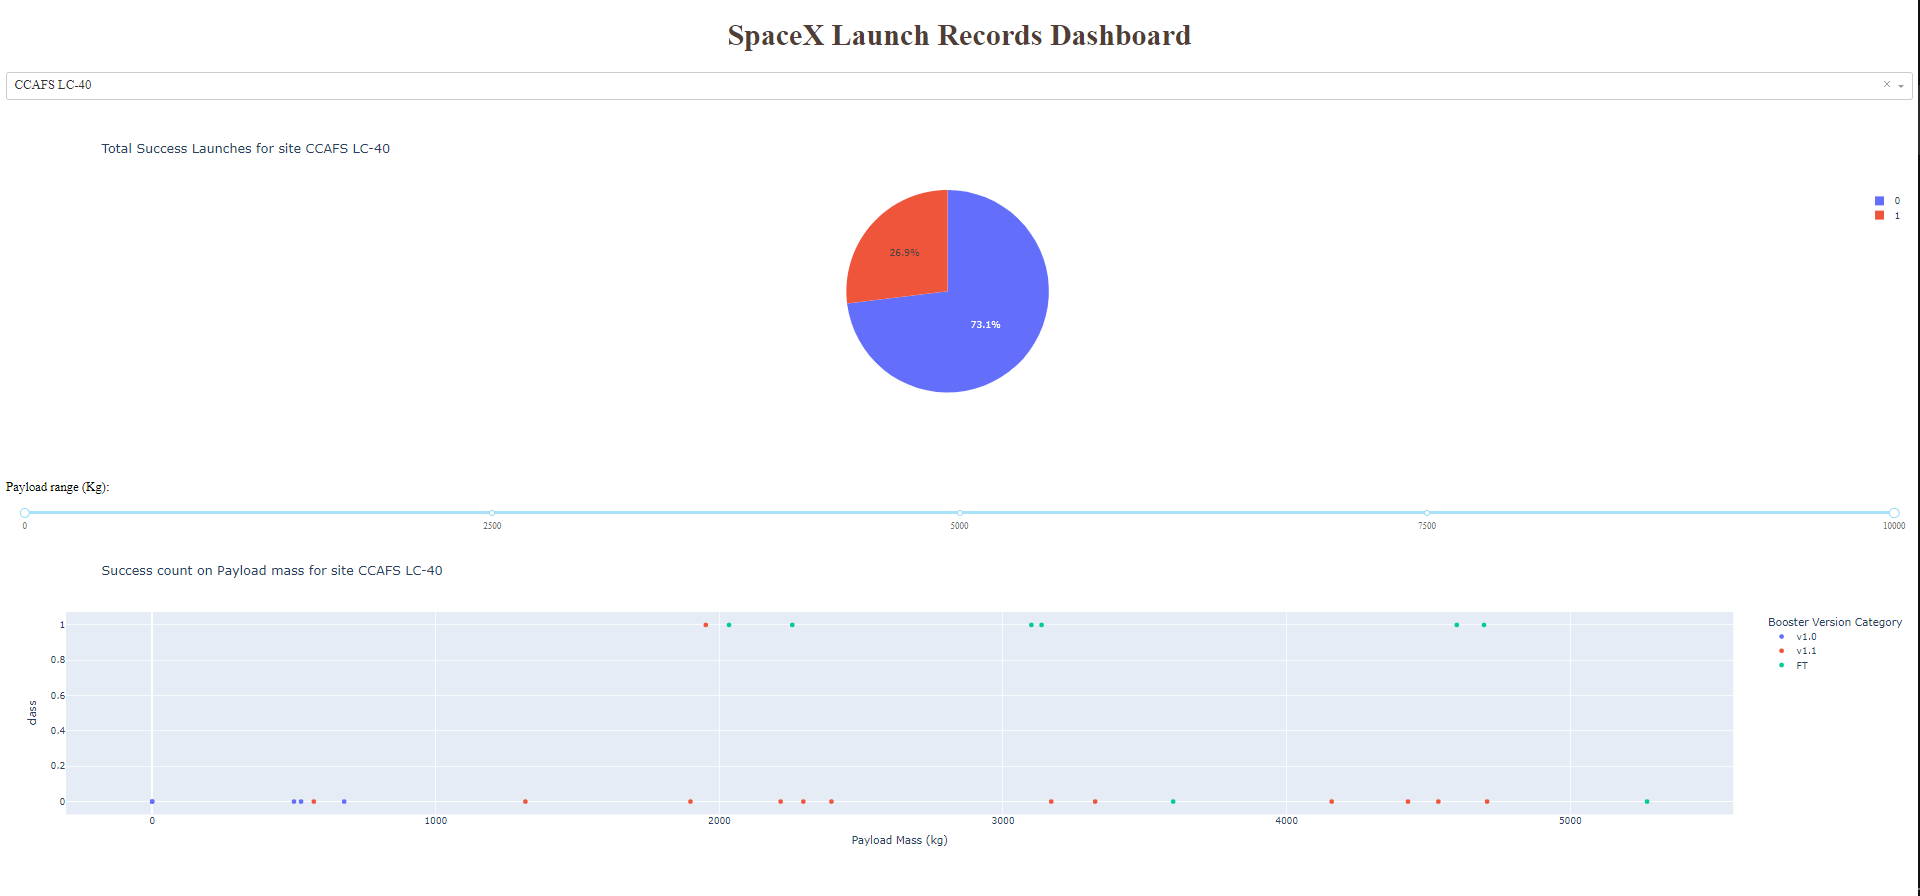 SpaceX Launch Records Dashboard
CCAFS LC-40
× 
Total Success Launches for site CCAFS LC-40
0
1
26.9%
73.1%
Payload range (Kg):
0 2500 5000 7500 10000
Success count on Payload mass for site CCAFS LC-40
Booster Version Category
v1.0
v1.1
FT
1
0.8
0.6
0.4
0.2
0
class
0 1000 2000 3000 4000 5000
Payload Mass (kg)